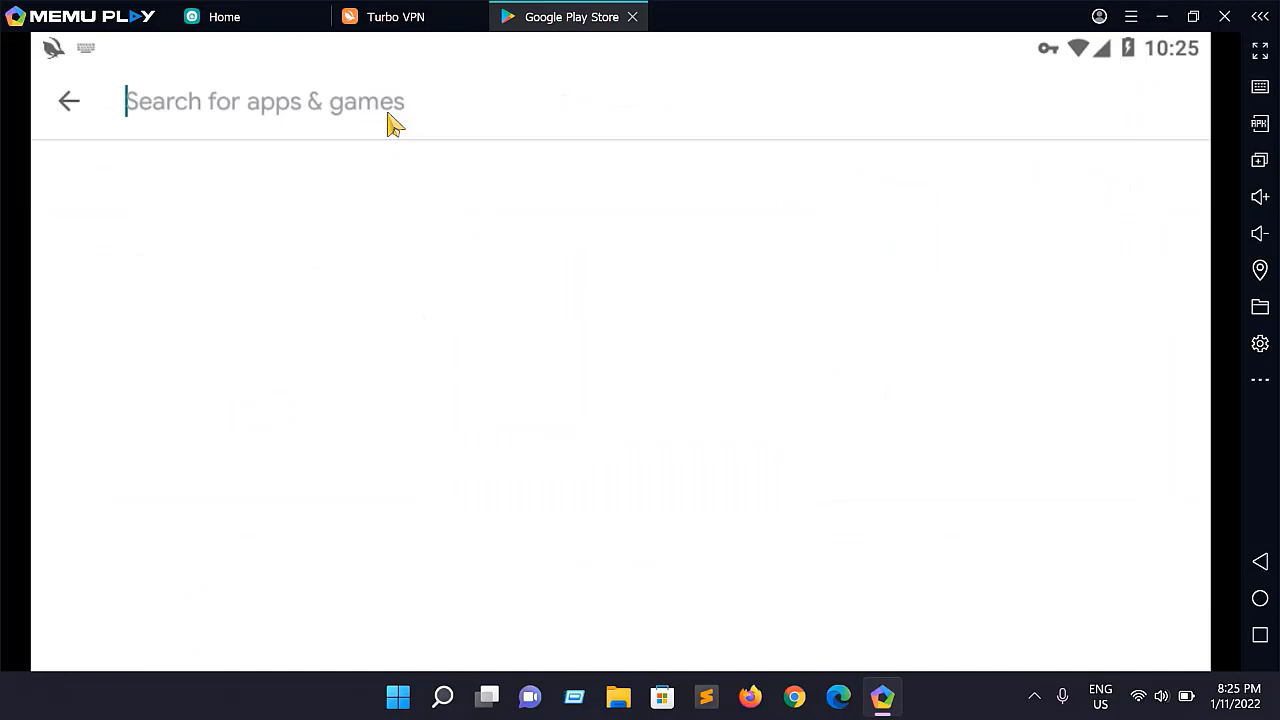 MEMU PLAY Home Turbo VPN Google Play Store
10:25
Search for apps & games
APK
ENG
US
8:25 PM
1/11/2022